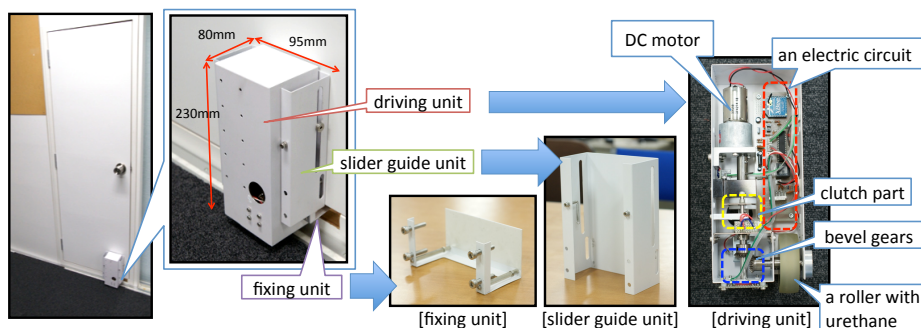 80mm
95mm
230mm
driving unit
slider guide unit
fixing unit
[fixing unit]
[slider guide unit]
DC motor
an electric circuit
clutch part
bevel gears
a roller with
urethane
[driving unit]